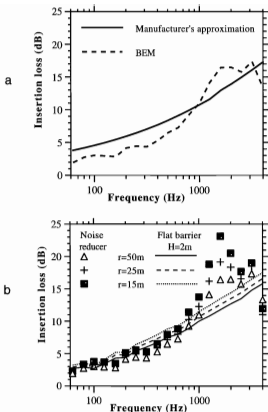 25
20
15
10
5
0
Insertion loss (dB)
Manufacturer's approximation
BEM
100
1000
Frequency (Hz)
a
25
20
15
10
5
0
Insertion loss (dB)
Noise reducer
Flat barrier H=2m
r=50m
r=25m
r=15m
100
1000
Frequency (Hz)
b